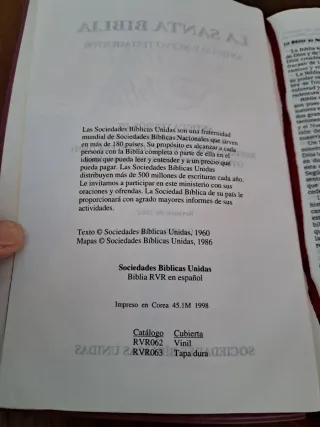 Las Sociedades Bíblicas Unidas son una fraternidad
mundial de Sociedades Bíblicas Nacionales que sirven
en más de 180 países. Su propósito es alcanzar a cada
persona con la Biblia completa o parte de ella en el
idioma que pueda leer y entender y a un precio que
pueda pagar. Las Sociedades Bíblicas Unidas
distribuyen más de 500 millones de escrituras cada año.
Le invitamos a participar en este ministerio con sus
oraciones y ofrendas. La Sociedad Bíblica de su país le
proporcionará con agrado mayores informes de sus
actividades.
Texto © Sociedades Bíblicas Unidas, 1960
Mapas © Sociedades Bíblicas Unidas, 1986
Sociedades Bíblicas Unidas
Biblia RVR en español
Impreso en Corea 45.1M 1998
Catálogo Cubierta
RVR062 Vinil
RVR063 Tapa dura